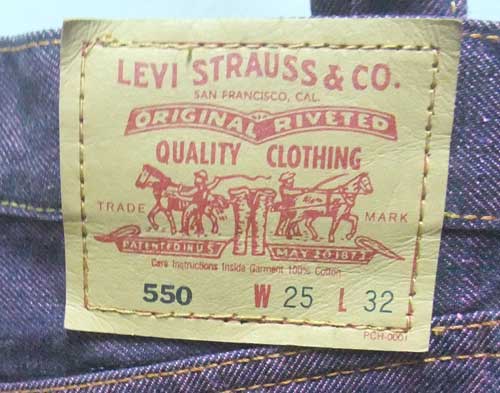 LEVI STRAUSS & CO.
SAN FRANCISCO, CAL.
ORIGINAL RIVETED
QUALITY CLOTHING
TRADE MARK
PATENTED IN U.S. MAY 20 1873
Care Instructions Inside Garment 100% Cotton
550 W 25 L 32
PCH-0001